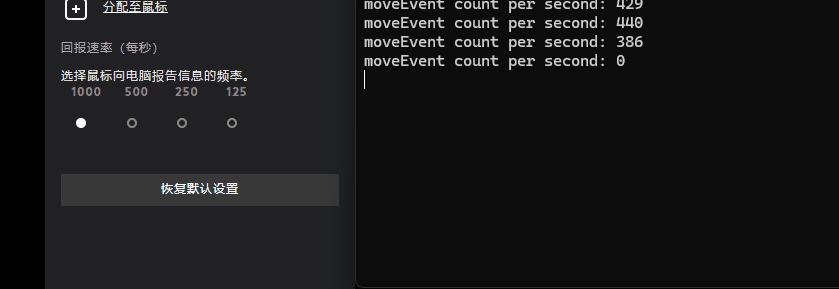 分配至鼠标
回报速率（每秒）
选择鼠标向电脑报告信息的频率。
1000 500 250 125
恢复默认设置
moveEvent count per second: 429
moveEvent count per second: 440
moveEvent count per second: 386
moveEvent count per second: 0